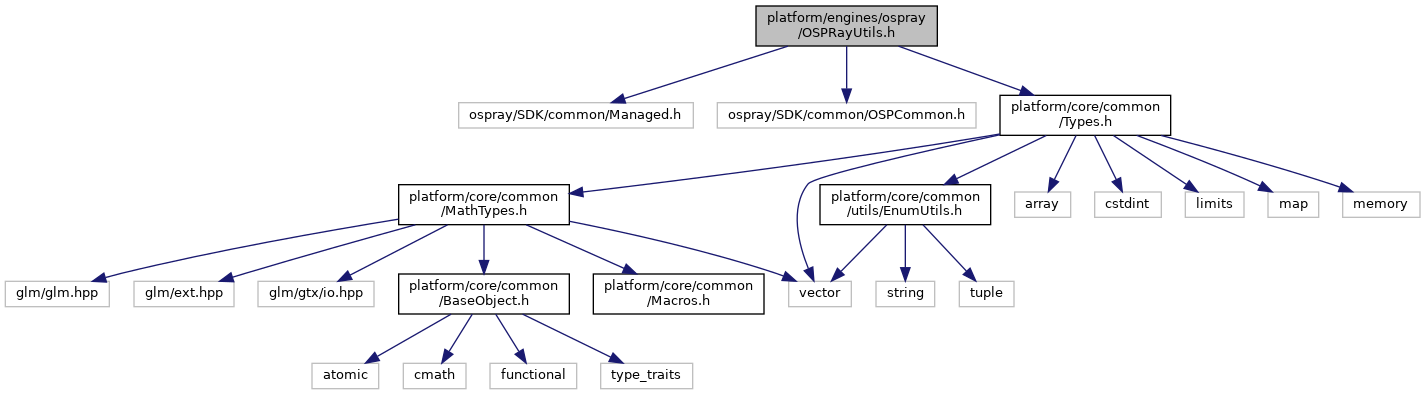 platform/engines/ospray
/OSPRayUtils.h
ospray/SDK/common/Managed.h
ospray/SDK/common/OSPCommon.h
platform/core/common
/Types.h
platform/core/common
/MathTypes.h
platform/core/common
/utils/EnumUtils.h
array
cstdint
limits
map
memory
glm/glm.hpp
glm/ext.hpp
glm/gtx/io.hpp
platform/core/common
/BaseObject.h
platform/core/common
/Macros.h
vector
string
tuple
atomic
cmath
functional
type_traits